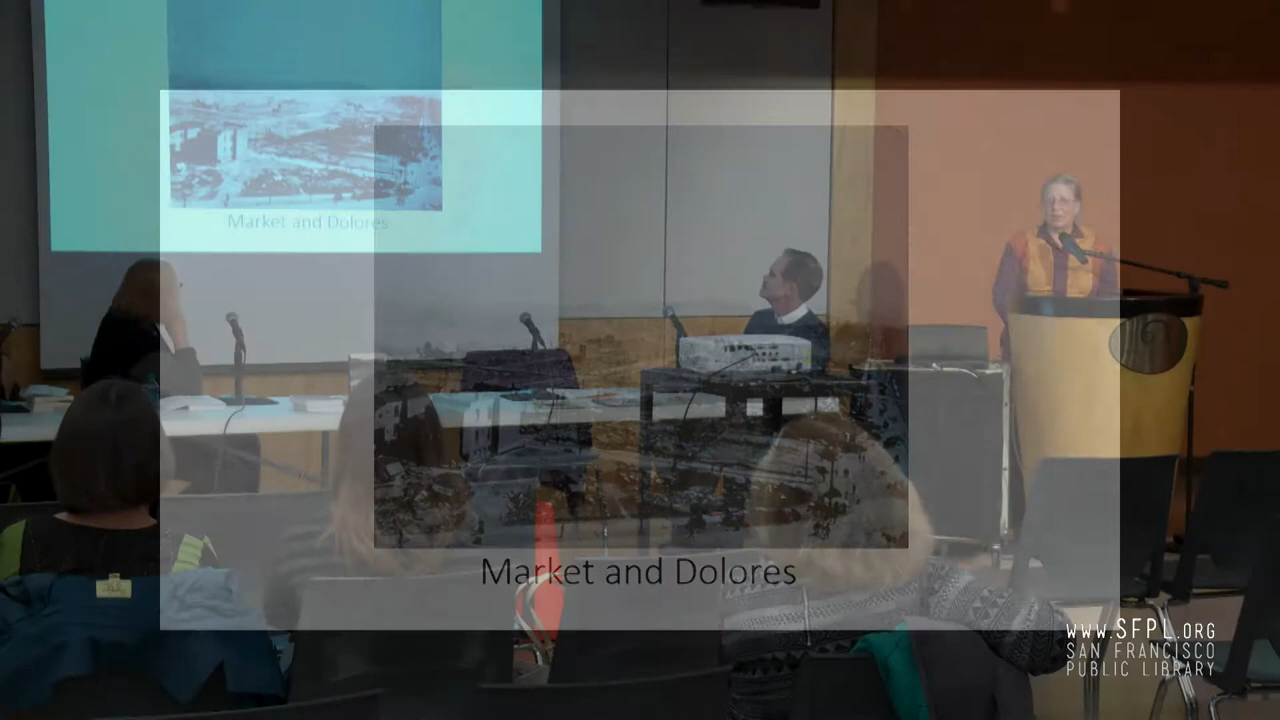 Market and Dolores
Market and Dolores
www.SFPL.ORG
SAN FRANCISCO
PUBLIC LIBRARY